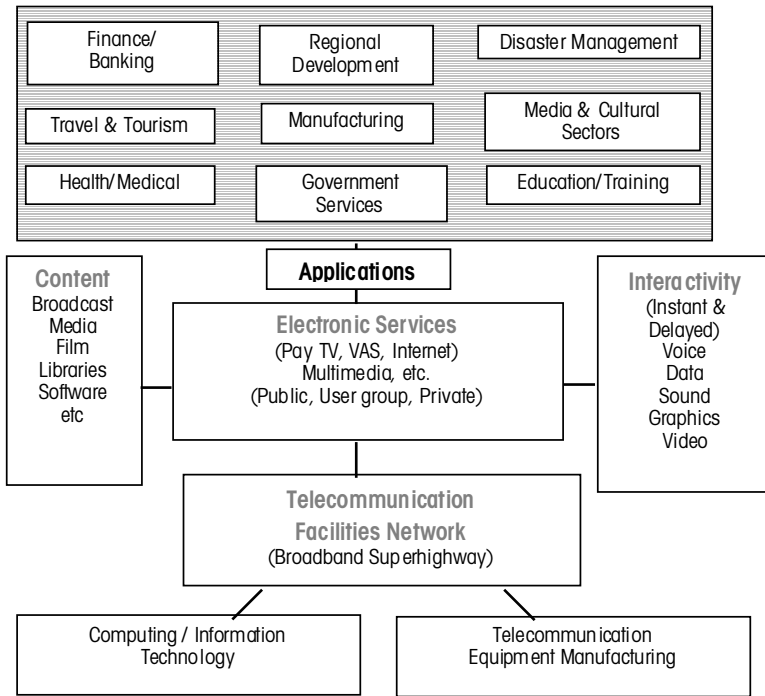 Finance/
Banking
Regional
Development
Disaster Management
Travel & Tourism
Manufacturing
Media & Cultural
Sectors
Health/Medical
Government
Services
Education/Training
Applications
Content
Broadcast
Media
Film
Libraries
Software
etc
Electronic Services
(Pay TV, VAS, Internet)
Multimedia, etc.
(Public, User group, Private)
Interactivity
(Instant &
Delayed)
Voice
Data
Sound
Graphics
Video
Telecommunication
Facilities Network
(Broadband Superhighway)
Computing / Information
Technology
Telecommunication
Equipment Manufacturing